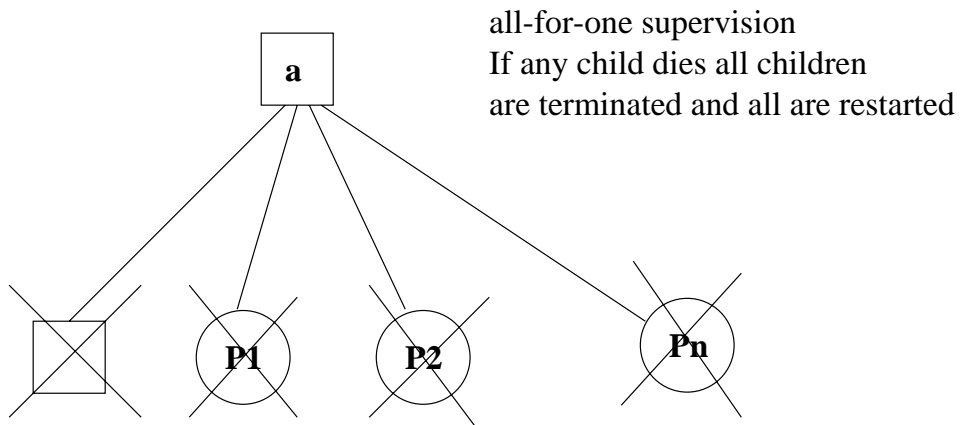 all-for-one supervision
If any child dies all children
are terminated and all are restarted
a
P1
P2
Pn